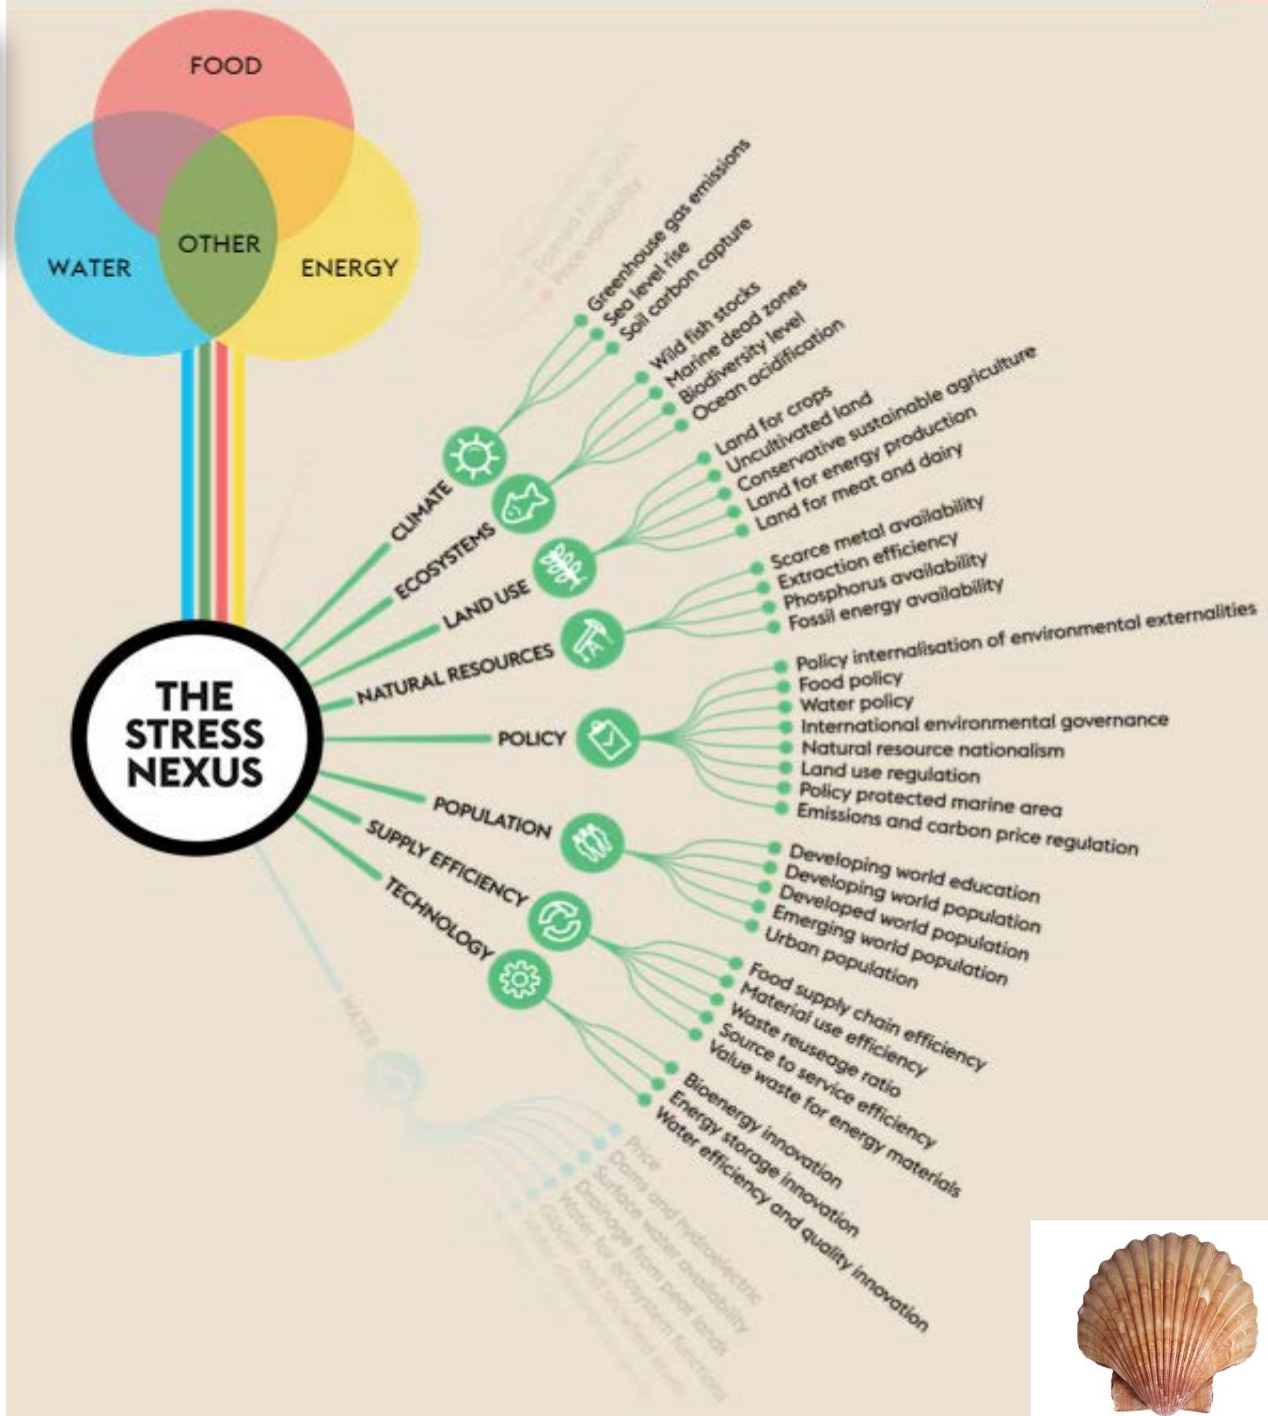 FOOD
WATER
OTHER
ENERGY
THE
STRESS
NEXUS
Price variability
CLIMATE
Greenhouse gas emissions
Sea level rise
Soil carbon capture
ECOSYSTEMS
Wild fish stocks
Marine dead zones
Biodiversity level
Ocean acidification
LAND USE
Land for crops
Uncultivated land
Conservative sustainable agriculture
Land for energy production
Land for meat and dairy
NATURAL RESOURCES
Scarce metal availability
Extraction efficiency
Phosphorus availability
Fossil energy availability
POLICY
Policy internalisation of environmental externalities
Food policy
Water policy
International environmental governance
Natural resource nationalism
Land use regulation
Policy protected marine area
Emissions and carbon price regulation
POPULATION
Developing world education
Developing world population
Developed world population
Emerging world population
Urban population
SUPPLY EFFICIENCY
Food supply chain efficiency
Material use efficiency
Waste reuseage ratio
Source to service efficiency
Value waste for energy materials
TECHNOLOGY
Bioenergy innovation
Energy storage innovation
Water efficiency and quality innovation
WATER
Price
Dams and hydroelectric
Surface water availability
Drainage from peat lands
Water for ecosystem functions